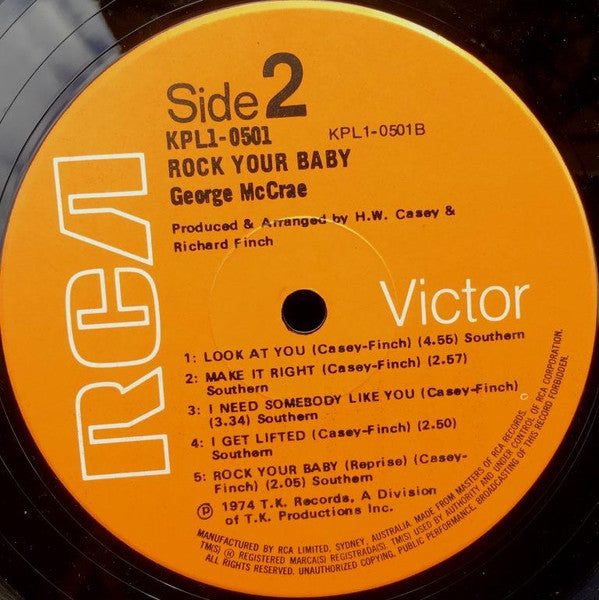 Side 2
KPL1-0501
KPL1-0501B
ROCK YOUR BABY
George McCrae
Produced & Arranged by H.W. Casey &
Richard Finch
RCA
Victor
1: LOOK AT YOU (Casey-Finch) (4.55) Southern
2: MAKE IT RIGHT (Casey-Finch) (2.57)
Southern
3: I NEED SOMEBODY LIKE YOU (Casey-Finch)
(3.34) Southern
4: I GET LIFTED (Casey-Finch) (2.50)
Southern
5: ROCK YOUR BABY (Reprise) (Casey-
Finch) (2.05) Southern
℗ 1974 T.K. Records, A Division
of T.K. Productions Inc.
MANUFACTURED BY RCA LIMITED, SYDNEY, AUSTRALIA. MADE FROM MASTERS OF RCA RECORDS.
TM(S) ® REGISTERED MARCA(S) REGISTRADA(S). TM(S) USED BY AUTHORITY AND UNDER CONTROL OF RCA CORPORATION.
ALL RIGHTS RESERVED. UNAUTHORIZED COPYING, PUBLIC PERFORMANCE, BROADCASTING OF THIS RECORD FORBIDDEN.